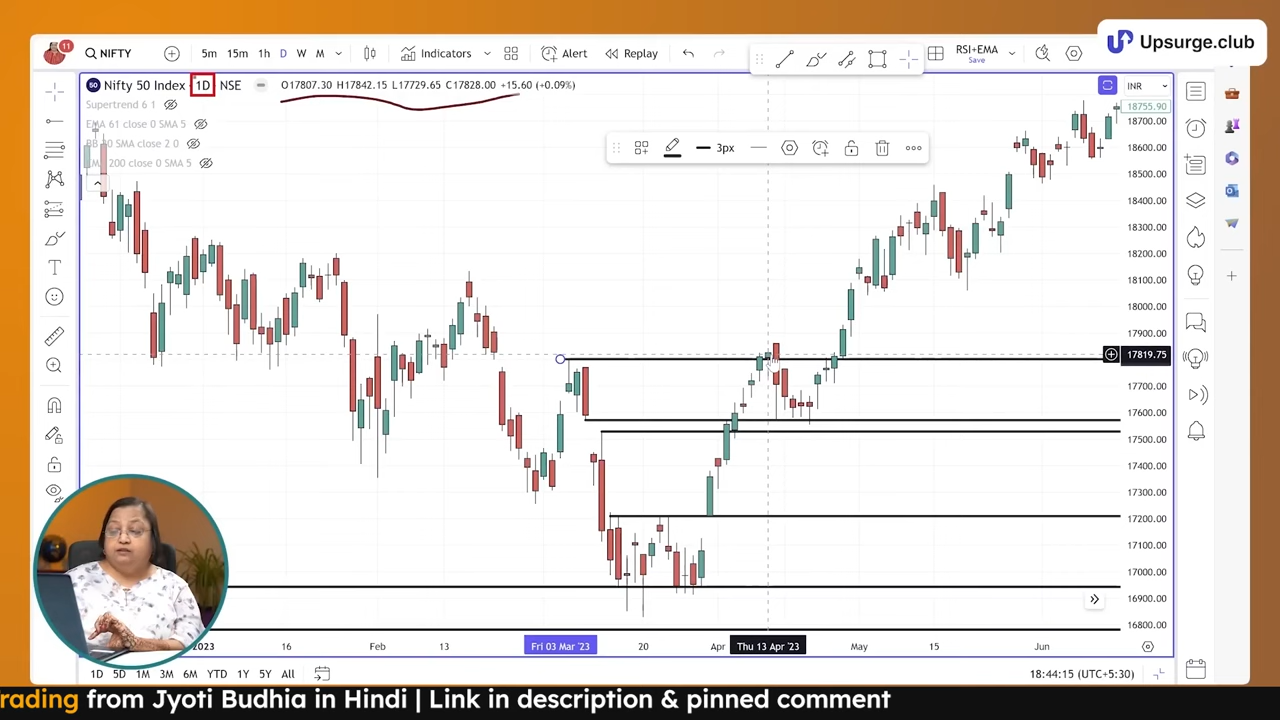 Upsurge.club
11
NIFTY
5m 15m 1h D W M
Indicators
Alert
Replay
RSI+EMA
Save
50 Nifty 50 Index 1D NSE
O17807.30 H17842.15 L17729.65 C17828.00 +15.60 (+0.09%)
INR
Supertrend 6 1
EMA 61 close 0 SMA 5
200 close 0 SMA 5
3px
18755.90
18700.00
18600.00
18500.00
18400.00
18300.00
18200.00
18100.00
18000.00
17900.00
17819.75
17700.00
17600.00
17500.00
17400.00
17300.00
17200.00
17100.00
17000.00
16900.00
16800.00
2023 16 Feb 13 Fri 03 Mar '23 20 Apr Thu 13 Apr '23 May 15 Jun
1D 5D 1M 3M 6M YTD 1Y 5Y All
18:44:15 (UTC+5:30)
rading from Jyoti Budhia in Hindi | Link in description & pinned comment